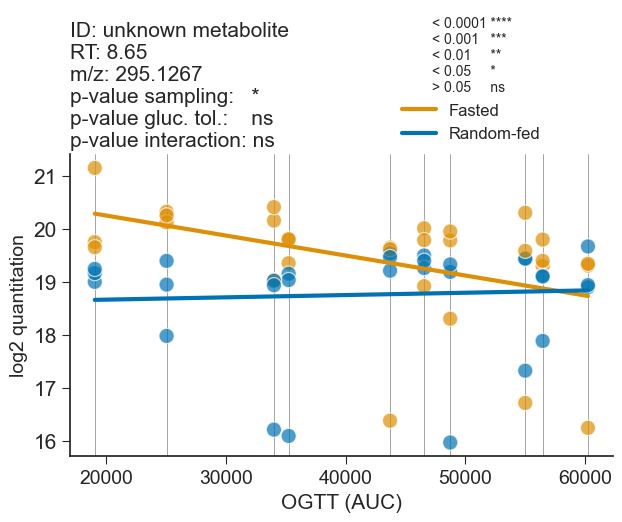 ID: unknown metabolite
RT: 8.65
m/z: 295.1267
p-value sampling: *
p-value gluc. tol.: ns
p-value interaction: ns
< 0.0001 ****
< 0.001 ***
< 0.01 **
< 0.05 *
> 0.05 ns
Fasted
Random-fed
log2 quantitation
21
20
19
18
17
16
20000 30000 40000 50000 60000
OGTT (AUC)